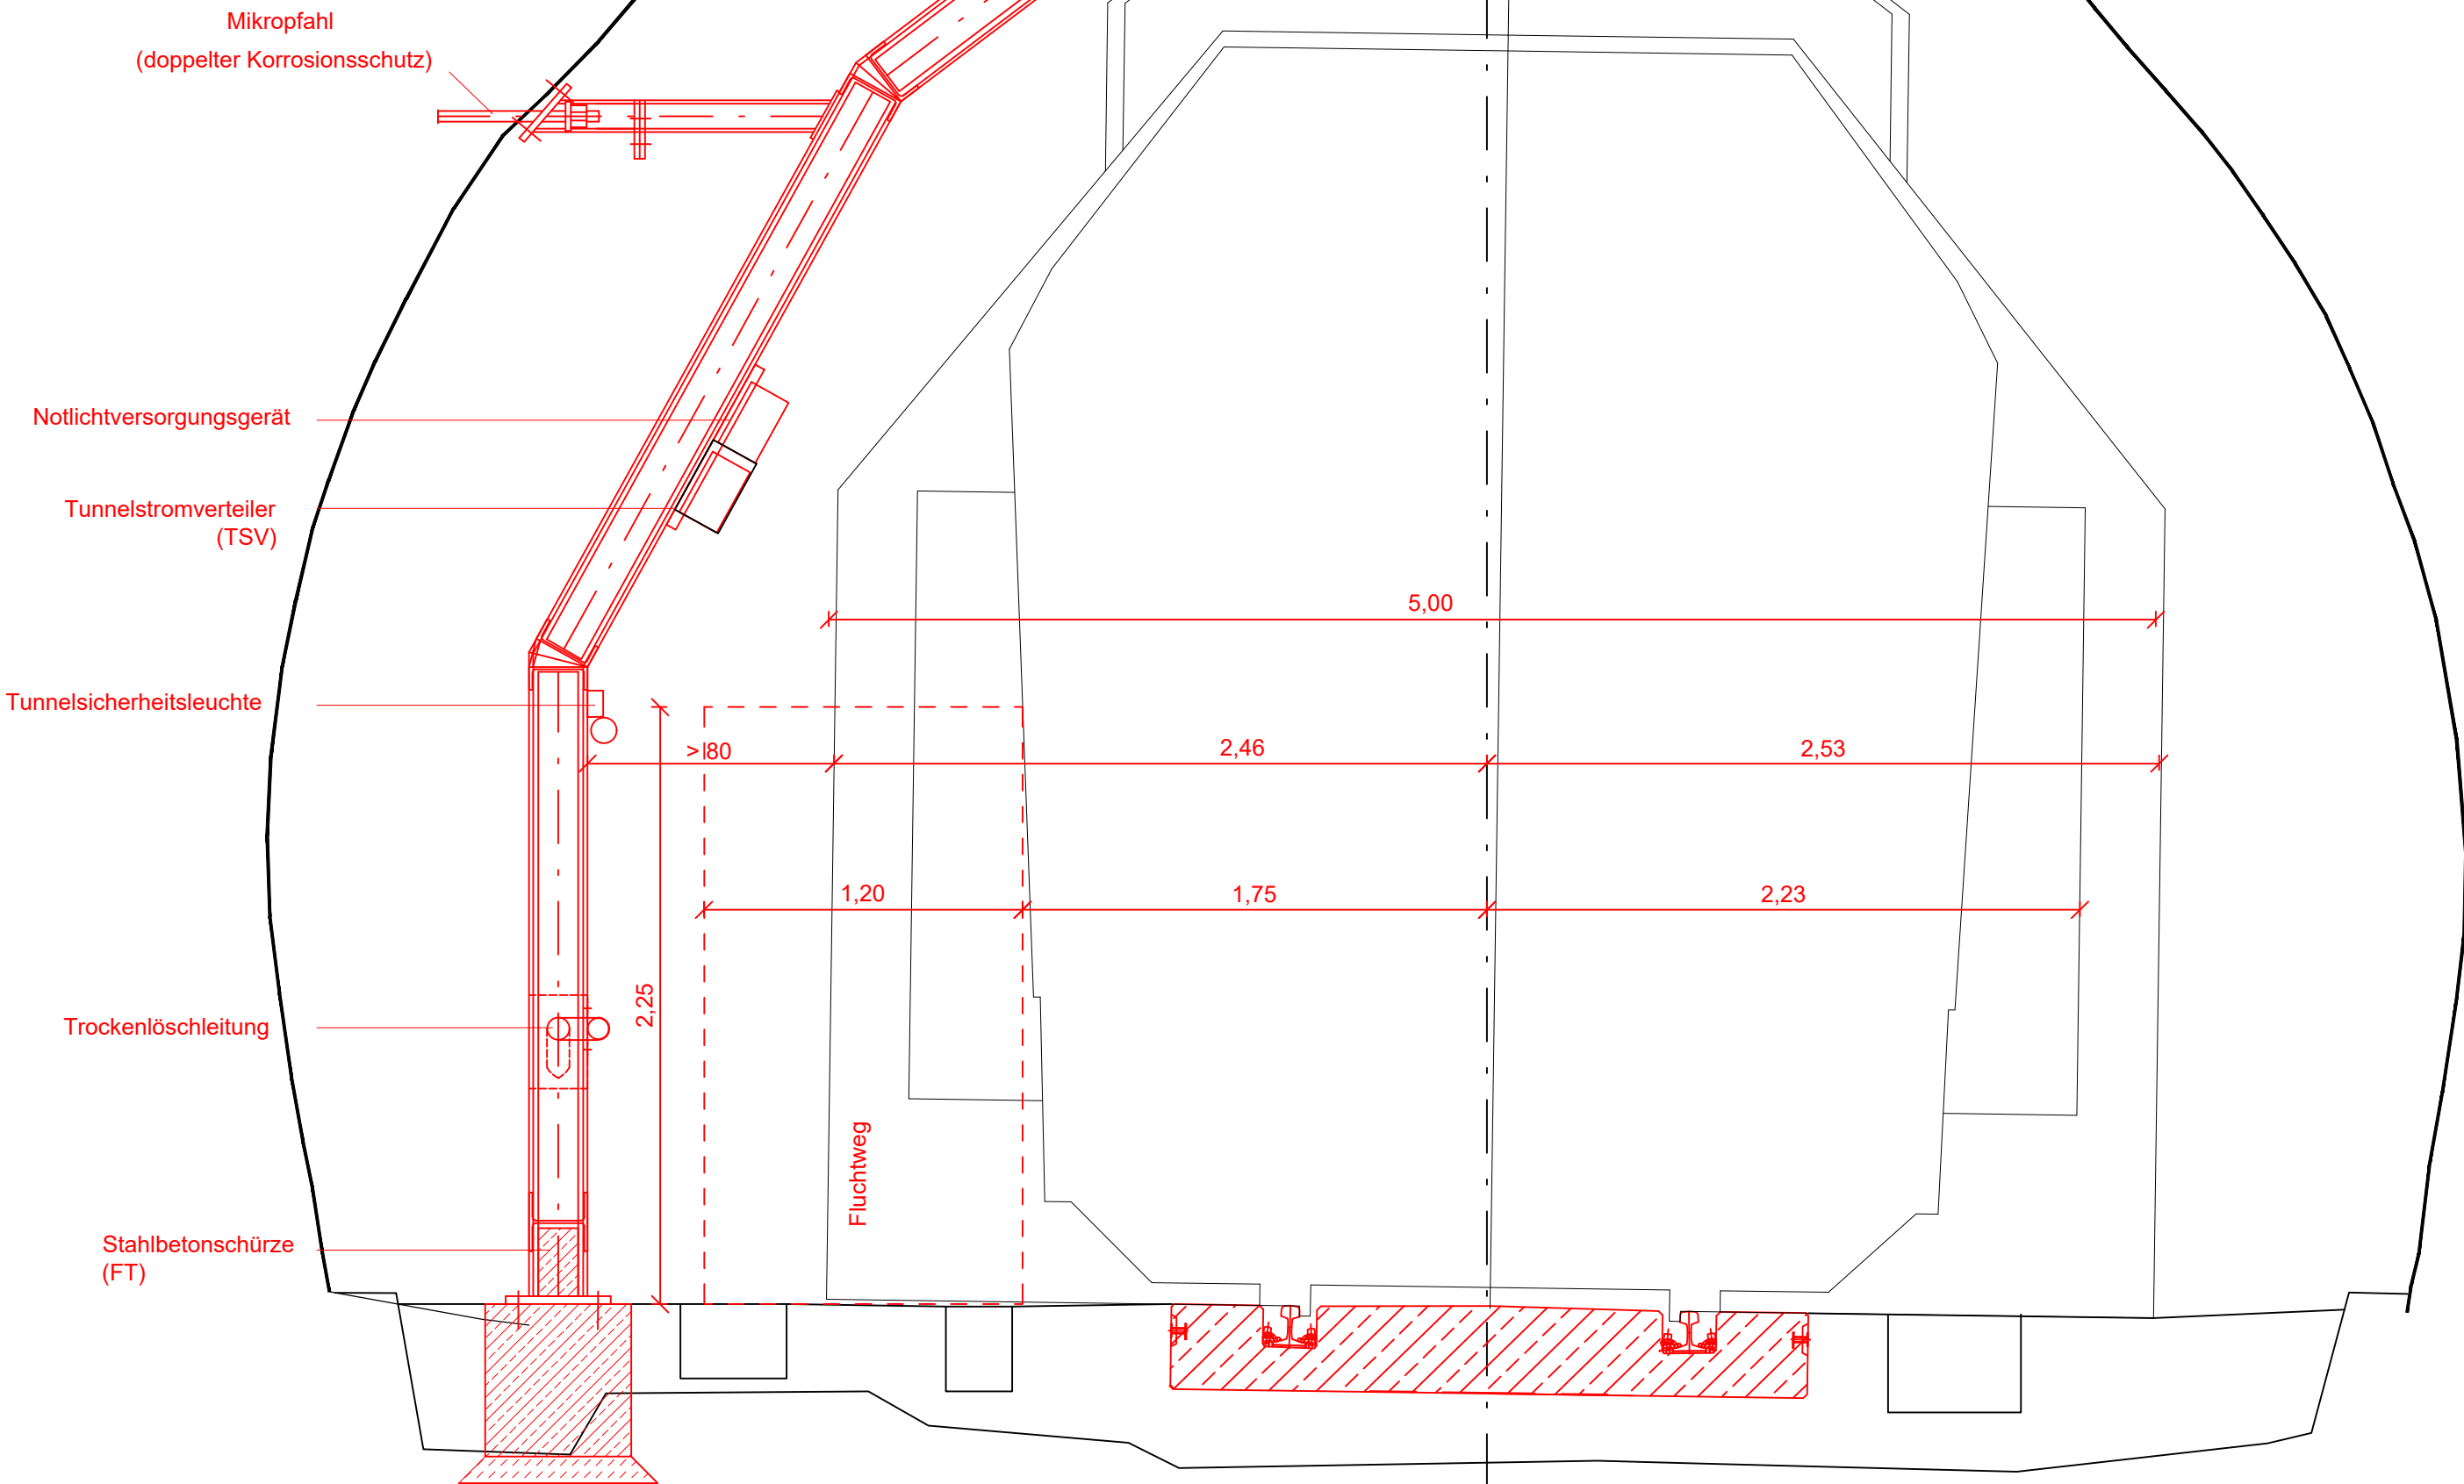 Mikropfahl
(doppelter Korrosionsschutz)
Notlichtversorgungsgerät
Tunnelstromverteiler
(TSV)
5,00
Tunnelsicherheitsleuchte
>80
2,46
2,53
1,20
1,75
2,23
2,25
Trockenlöschleitung
Fluchtweg
Stahlbetonschürze
(FT)